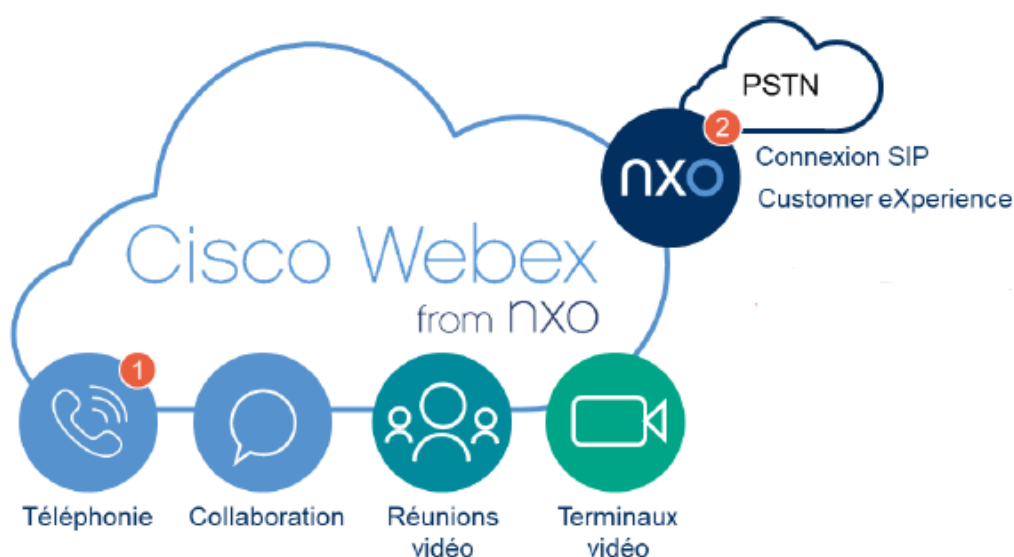 PSTN
2
nxo
Connexion SIP
Customer eXperience
Cisco Webex
from nxo
1
Téléphonie
Collaboration
Réunions
vidéo
Terminaux
vidéo